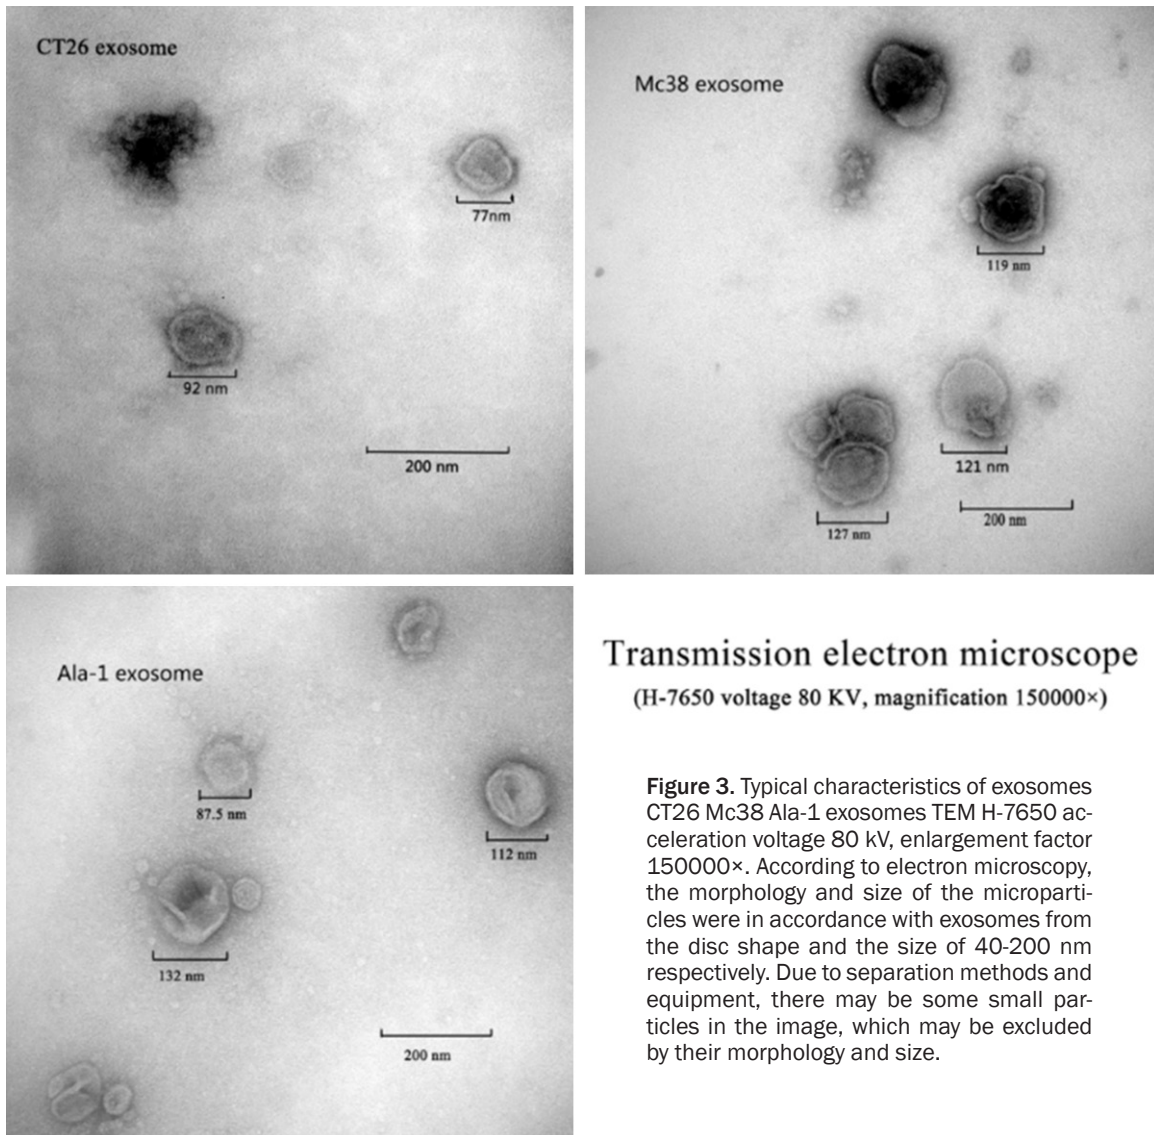 CT26 exosome
77nm
92 nm
200 nm
Mc38 exosome
119 nm
121 nm
200 nm
127 nm
Ala-1 exosome
87.5 nm
112 nm
132 nm
200 nm
Transmission electron microscope
(H-7650 voltage 80 KV, magnification 150000×)
Figure 3. Typical characteristics of exosomes
CT26 Mc38 Ala-1 exosomes TEM H-7650 ac-
celeration voltage 80 kV, enlargement factor
150000×. According to electron microscopy,
the morphology and size of the microparti-
cles were in accordance with exosomes from
the disc shape and the size of 40-200 nm
respectively. Due to separation methods and
equipment, there may be some small par-
ticles in the image, which may be excluded
by their morphology and size.